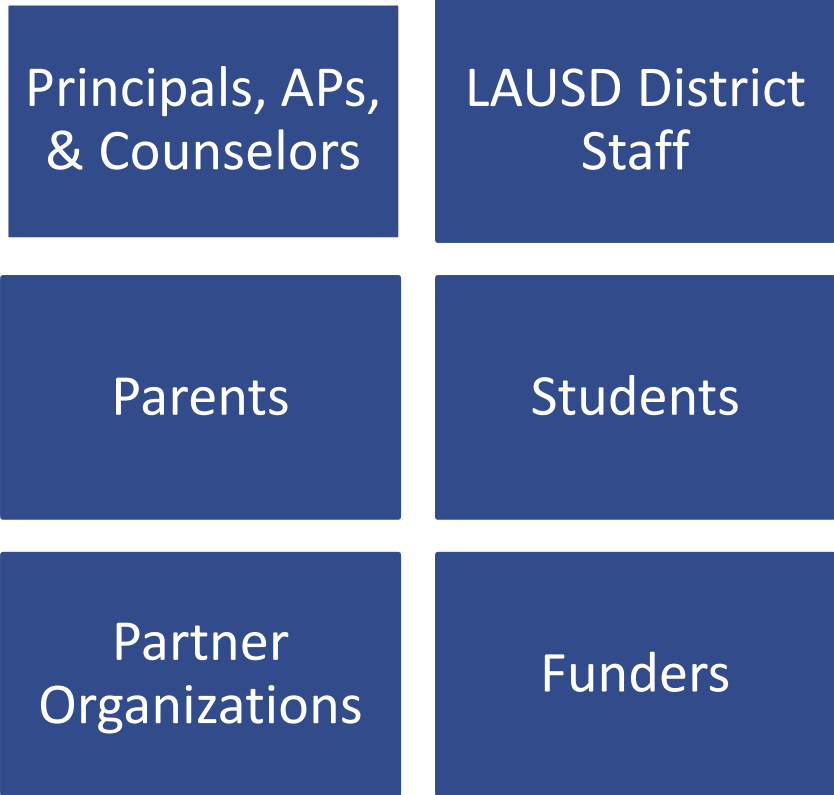 Principals, APs,
& Counselors
LAUSD District
Staff
Parents
Students
Partner
Organizations
Funders